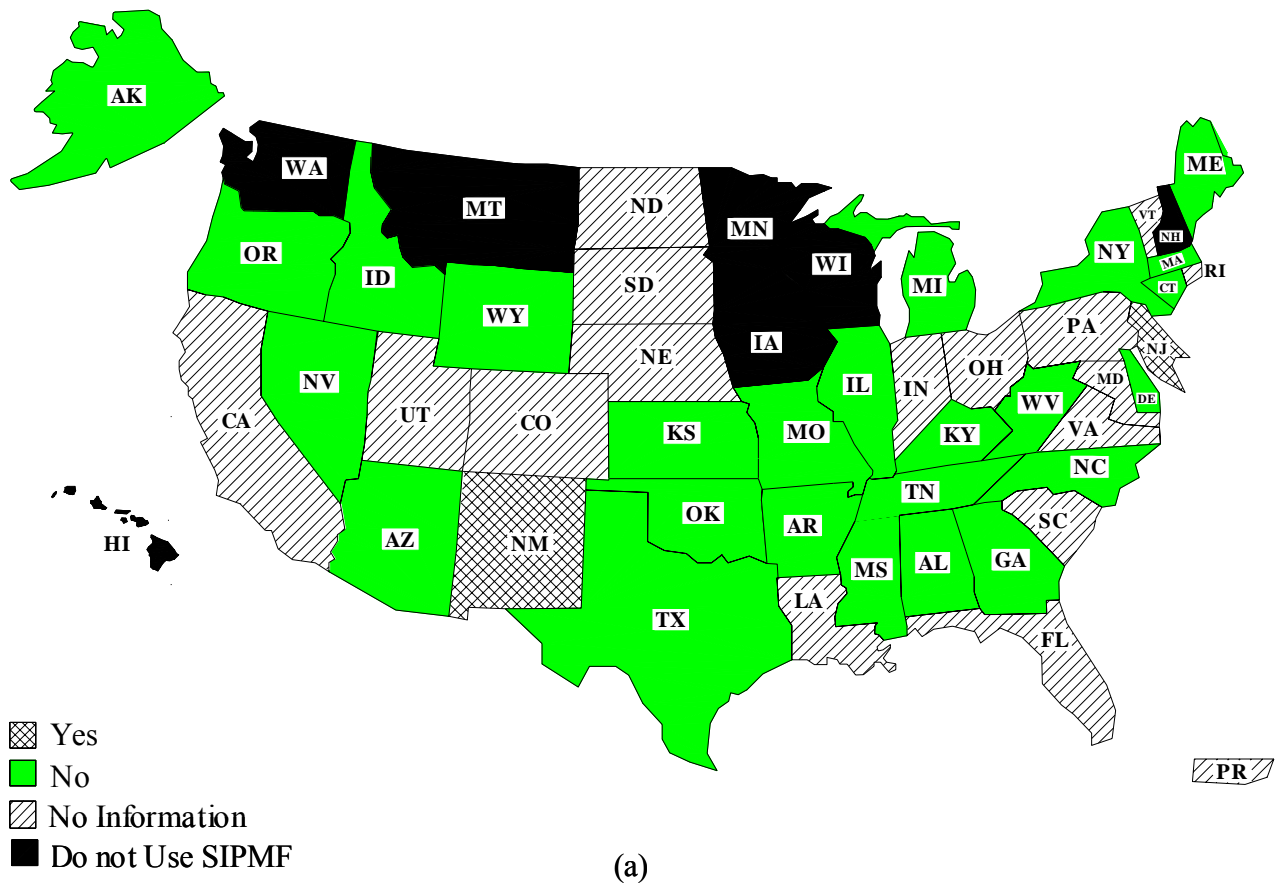 AK
WA
MT
ND
MN
ME
VT
NH
NY
MA
RI
CT
OR
ID
WY
SD
WI
MI
IA
PA
NJ
NE
NV
UT
CO
CA
IL
IN
OH
MD
DE
WV
VA
KS
MO
KY
NC
TN
AZ
NM
OK
AR
SC
HI
MS
AL
GA
TX
LA
FL
PR
Yes
No
No Information
Do not Use SIPMF
(a)